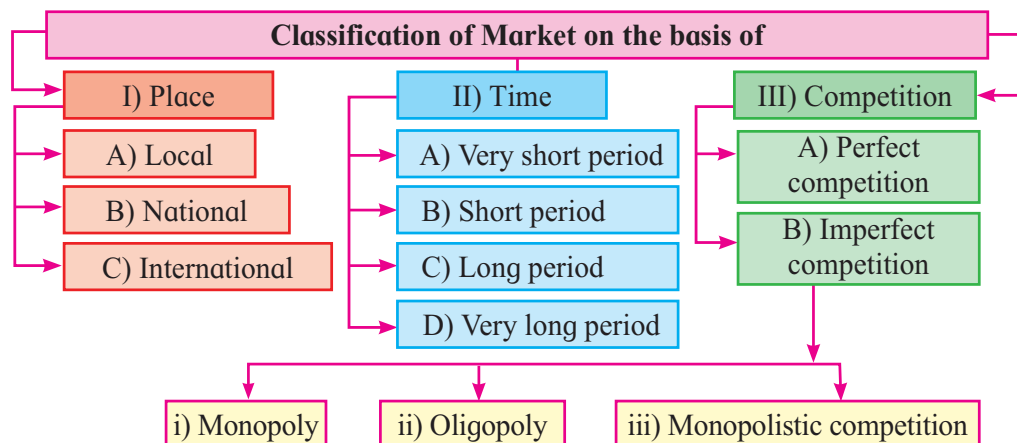 Classification of Market on the basis of
I) Place
A) Local
B) National
C) International
II) Time
A) Very short period
B) Short period
C) Long period
D) Very long period
III) Competition
A) Perfect
competition
B) Imperfect
competition
i) Monopoly
ii) Oligopoly
iii) Monopolistic competition